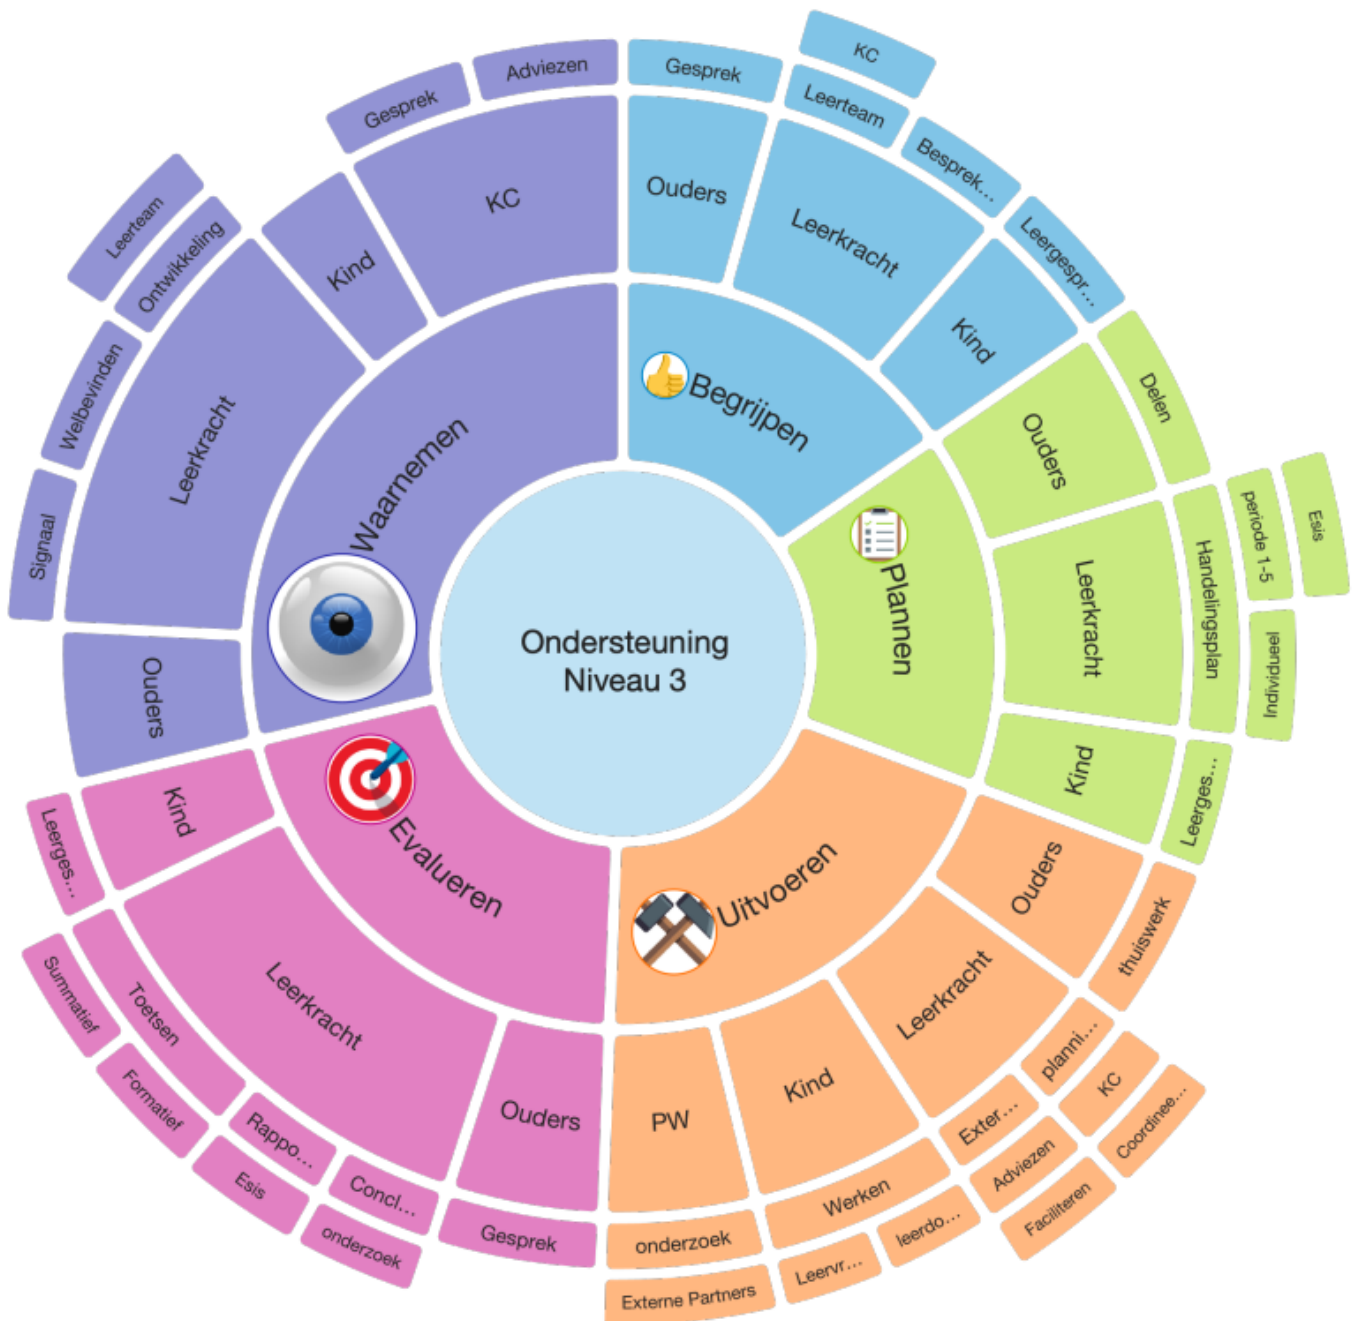 Ondersteuning
Niveau 3
Begrijpen
Ouders
Gesprek
Leerkracht
Leerteam
KC
Besprek...
Kind
Leergespr...
Plannen
Ouders
Delen
Leerkracht
Handelingsplan
periode 1-5
Esis
Individueel
Kind
Leerges...
Uitvoeren
Ouders
thuiswerk
Leerkracht
planni...
KC
Coordinee...
Exter...
Adviezen
Faciliteren
Kind
Werken
leerdo...
Leervr...
PW
onderzoek
Externe Partners
Evalueren
Ouders
Gesprek
Leerkracht
Concl...
onderzoek
Rappo...
Esis
Toetsen
Formatief
Summatief
Kind
Leerges...
Waarnemen
Ouders
Leerkracht
Signaal
Welbevinden
Ontwikkeling
Leerteam
Kind
KC
Gesprek
Adviezen